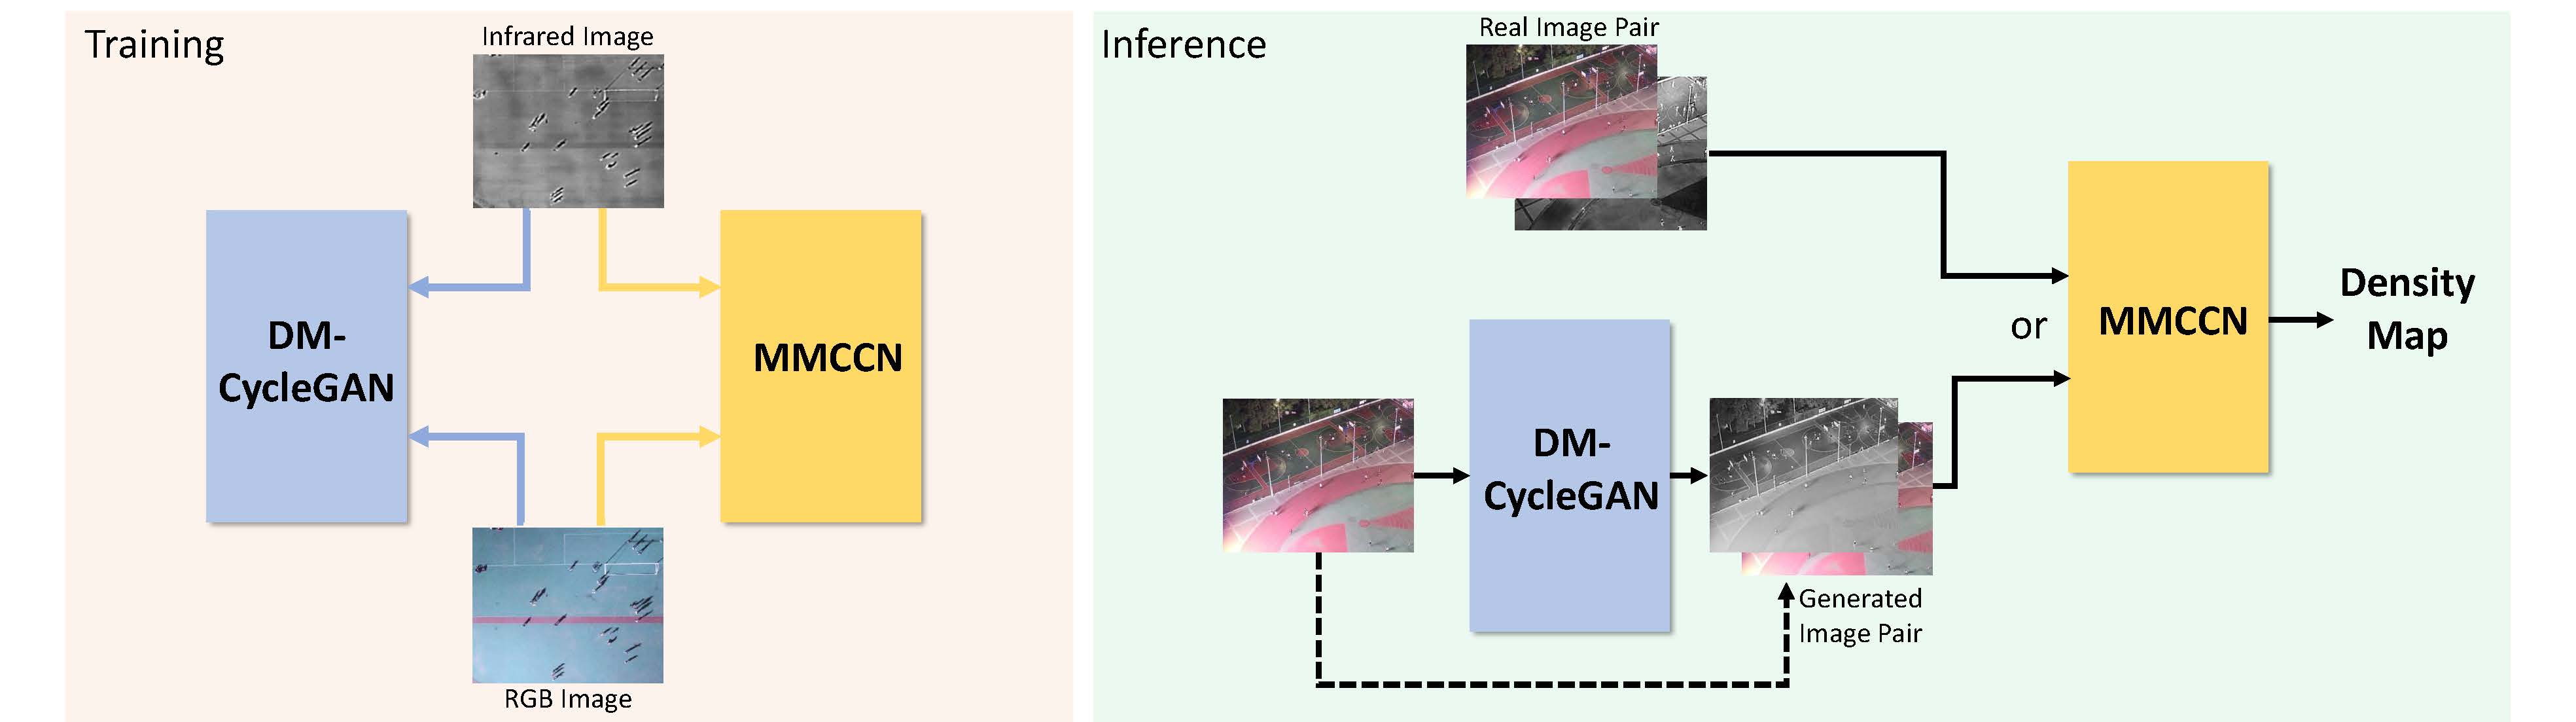 Training
Infrared Image
DM-
CycleGAN
MMCCN
RGB Image
Inference
Real Image Pair
DM-
CycleGAN
Generated
Image Pair
or
MMCCN
Density
Map